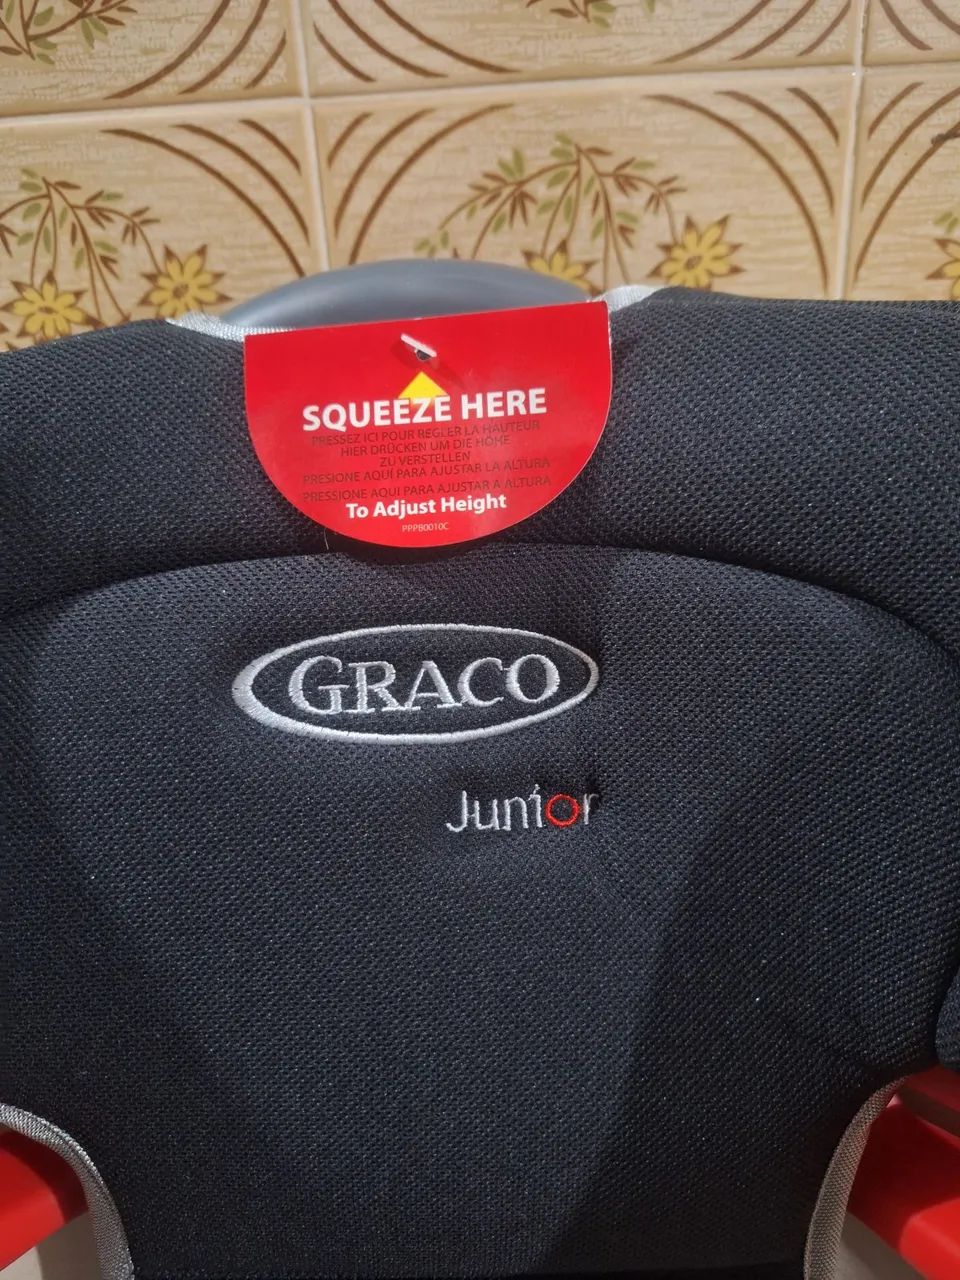 SQUEEZE HERE
PRESSEZ ICI POUR REGLER LA HAUTEUR
HIER DRÜCKEN UM DIE HÖHE
ZU VERSTELLEN
PRESIONE AQUÍ PARA AJUSTAR LA ALTURA
PRESSIONE AQUI PARA AJUSTAR A ALTURA
To Adjust Height
PPPB0010C
GRACO
Junior